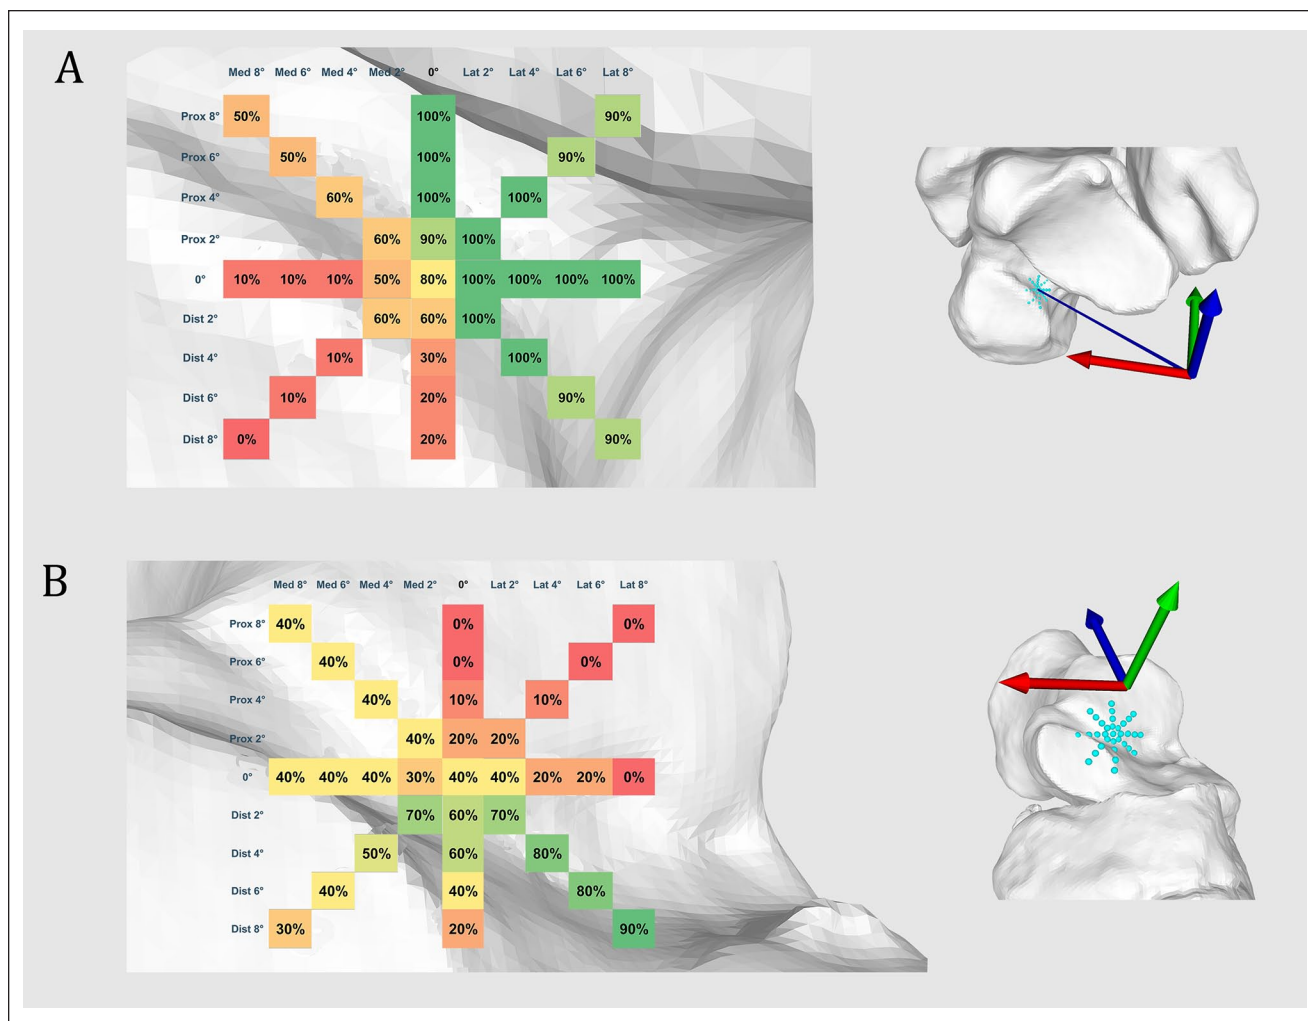 A
Med 8° Med 6° Med 4° Med 2° 0° Lat 2° Lat 4° Lat 6° Lat 8°
Prox 8° 50% 100% 90%
Prox 6° 50% 100% 90%
Prox 4° 60% 100% 100%
Prox 2° 60% 90% 100%
0° 10% 10% 10% 50% 80% 100% 100% 100% 100%
Dist 2° 60% 60% 100%
Dist 4° 10% 30% 100%
Dist 6° 10% 20% 90%
Dist 8° 0% 20% 90%
B
Med 8° Med 6° Med 4° Med 2° 0° Lat 2° Lat 4° Lat 6° Lat 8°
Prox 8° 40% 0% 0%
Prox 6° 40% 0% 0%
Prox 4° 40% 10% 10%
Prox 2° 40% 20% 20%
0° 40% 40% 40% 30% 40% 40% 20% 20% 0%
Dist 2° 70% 60% 70%
Dist 4° 50% 60% 80%
Dist 6° 40% 40% 80%
Dist 8° 30% 20% 90%